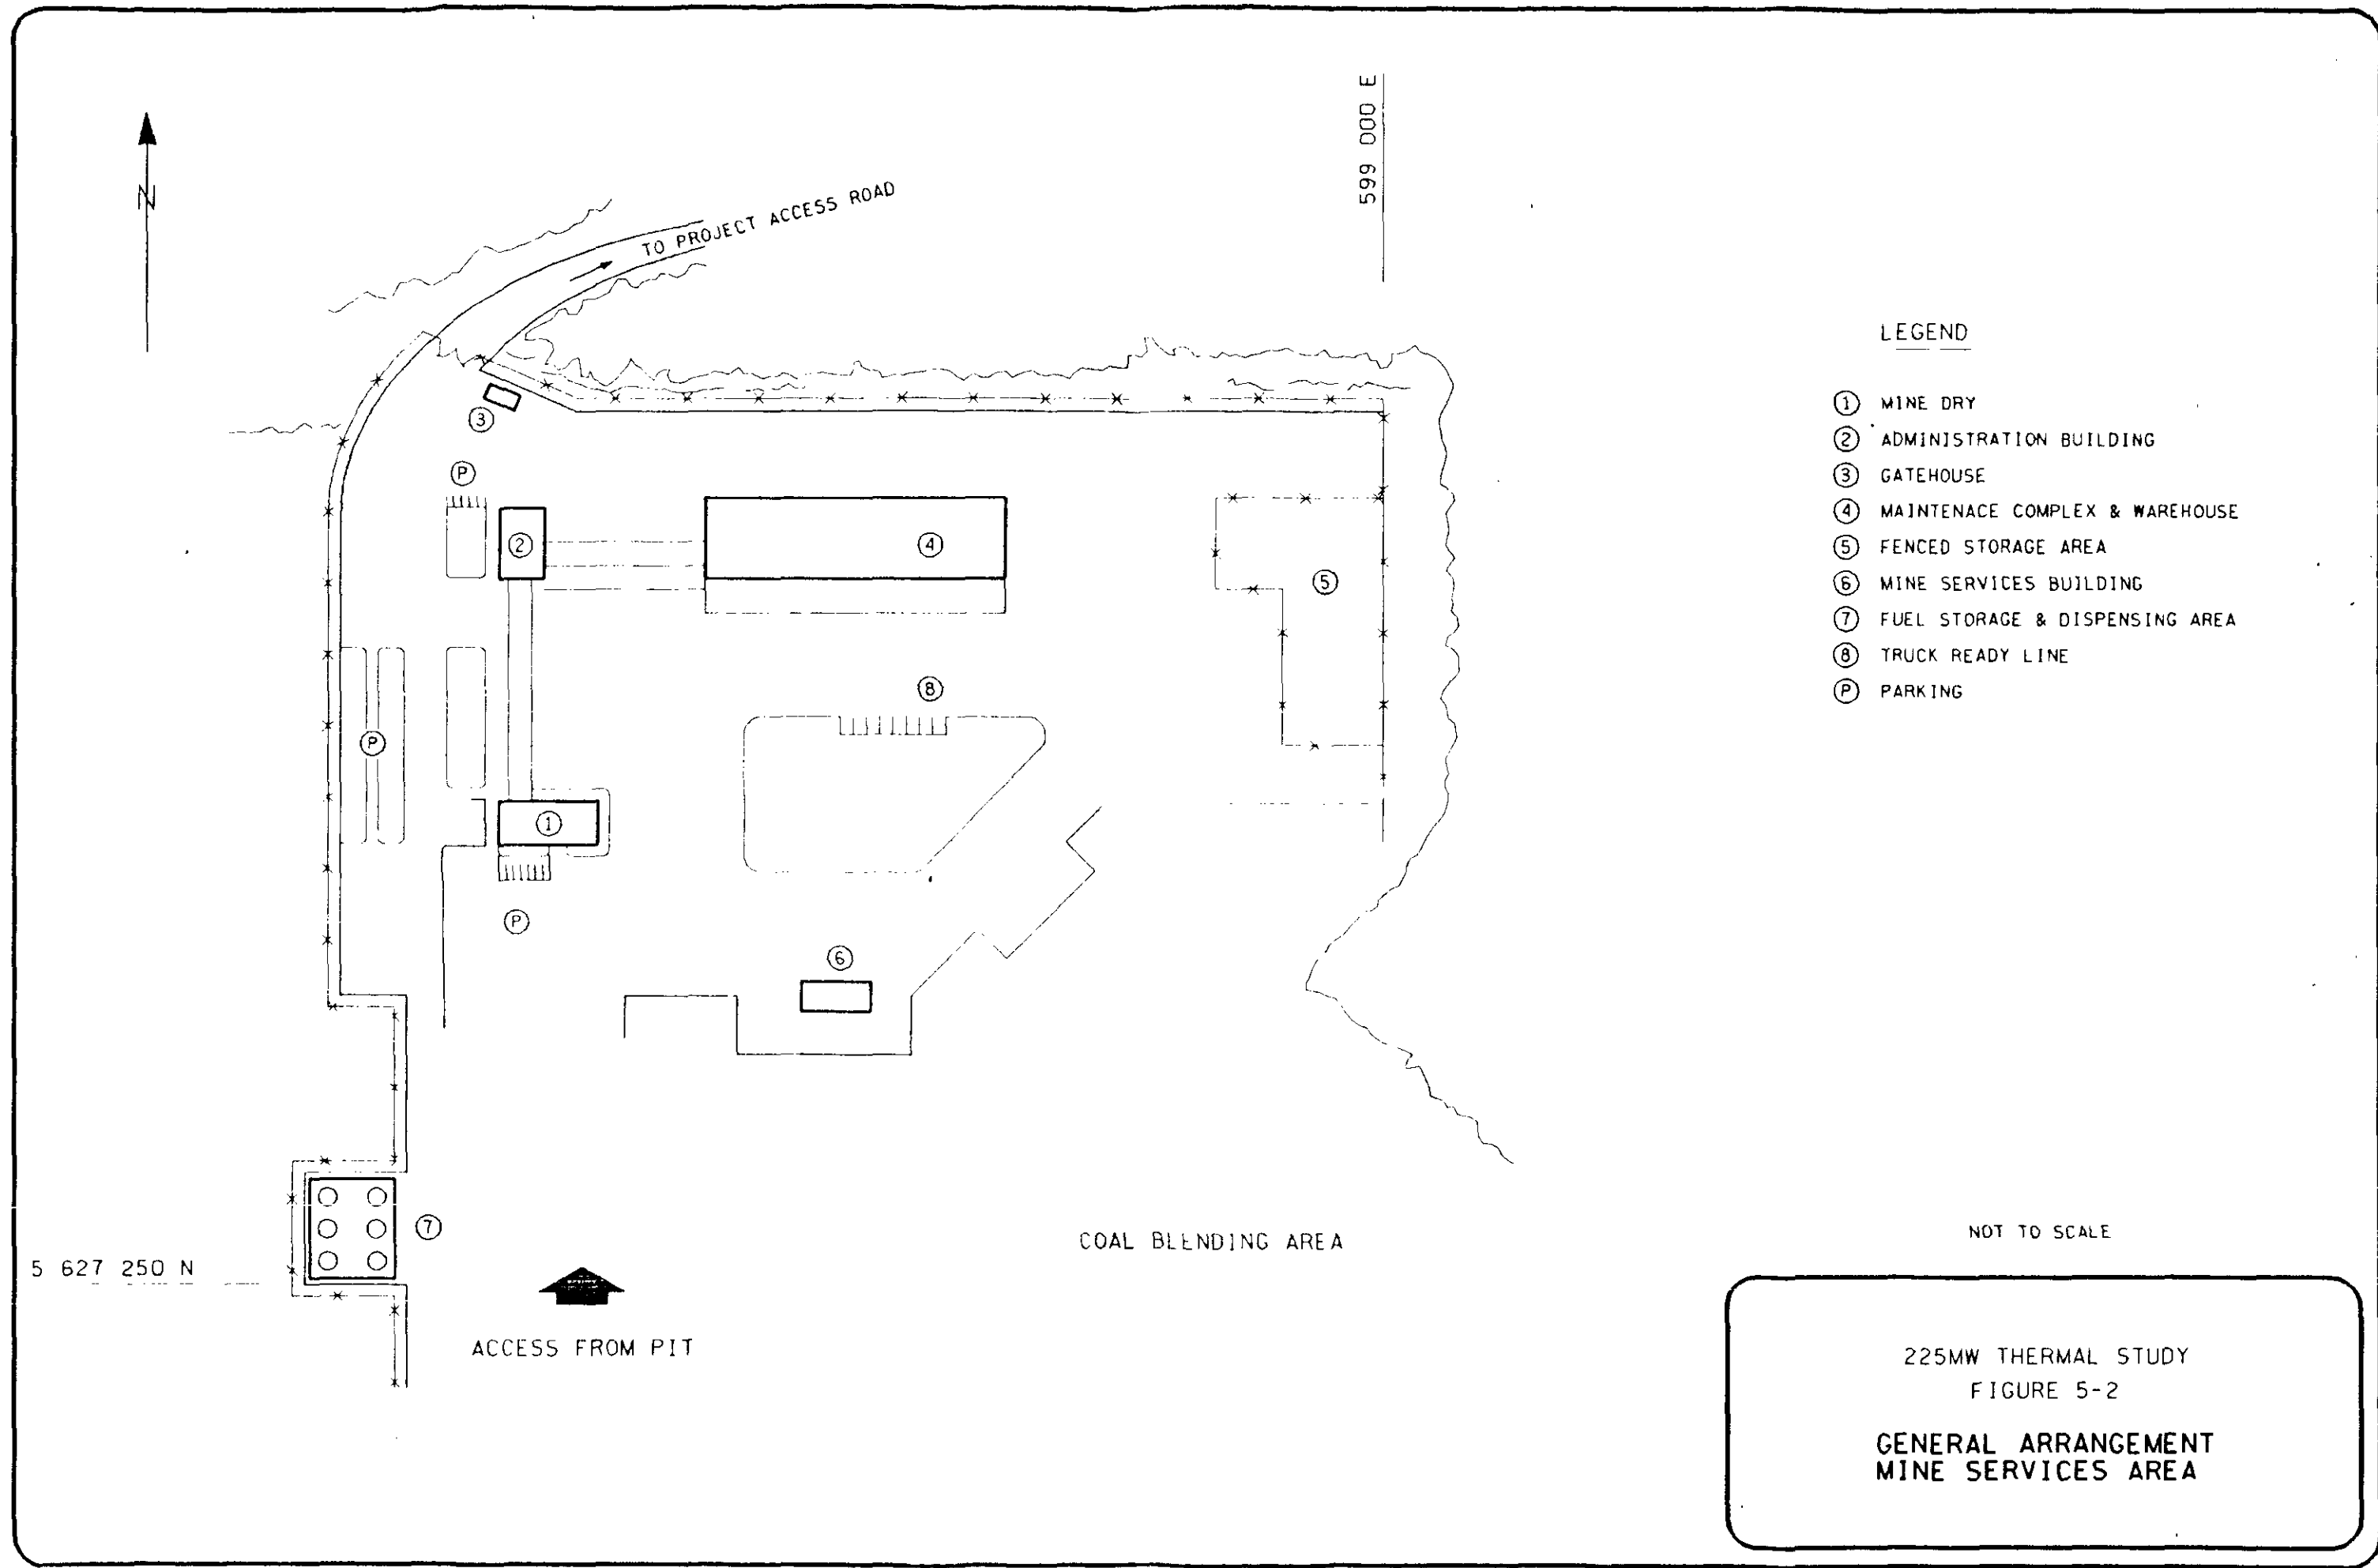 599 000 E
N
TO PROJECT ACCESS ROAD
LEGEND
1 MINE DRY
2 ADMINISTRATION BUILDING
3 GATEHOUSE
4 MAINTENACE COMPLEX & WAREHOUSE
5 FENCED STORAGE AREA
6 MINE SERVICES BUILDING
7 FUEL STORAGE & DISPENSING AREA
8 TRUCK READY LINE
P PARKING
3
P
2
4
5
8
P
1
P
6
7
5 627 250 N
COAL BLENDING AREA
ACCESS FROM PIT
NOT TO SCALE
225MW THERMAL STUDY
FIGURE 5-2
GENERAL ARRANGEMENT
MINE SERVICES AREA